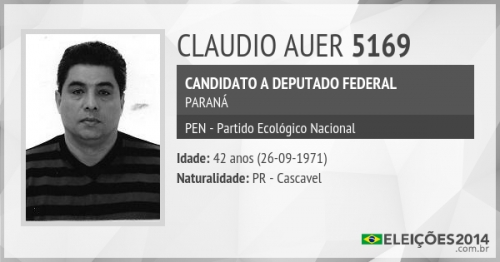 CLAUDIO AUER 5169
CANDIDATO A DEPUTADO FEDERAL
PARANÁ
PEN - Partido Ecológico Nacional
Idade: 42 anos (26-09-1971)
Naturalidade: PR - Cascavel
ELEIÇÕES2014
.com.br